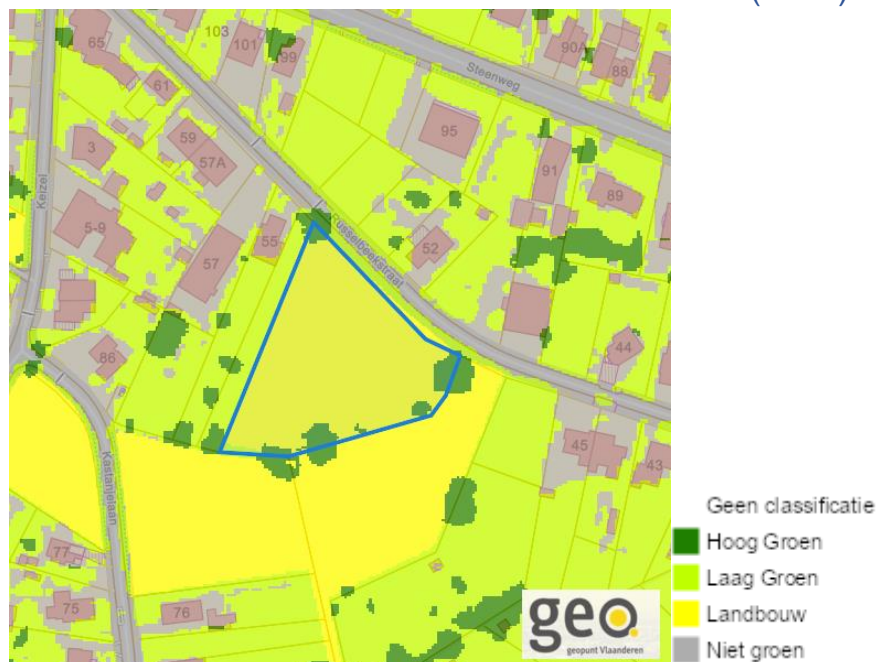 103
65
101
99
61
90A
88
Steenweg
59
57A
95
3
91
89
Keizel
5-9
55
Russelbeekstraat
52
57
86
44
45
43
Kastanjelaan
77
75
76
geo
geopunt Vlaanderen
Geen classificatie
Hoog Groen
Laag Groen
Landbouw
Niet groen